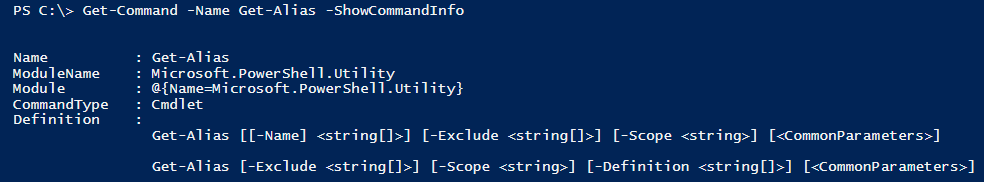 PS C:\> Get-Command -Name Get-Alias -ShowCommandInfo
Name : Get-Alias
ModuleName : Microsoft.PowerShell.Utility
Module : @{Name=Microsoft.PowerShell.Utility}
CommandType : Cmdlet
Definition :
Get-Alias [[-Name] <string[]>] [-Exclude <string[]>] [-Scope <string>] [<CommonParameters>]
Get-Alias [-Exclude <string[]>] [-Scope <string>] [-Definition <string[]>] [<CommonParameters>]